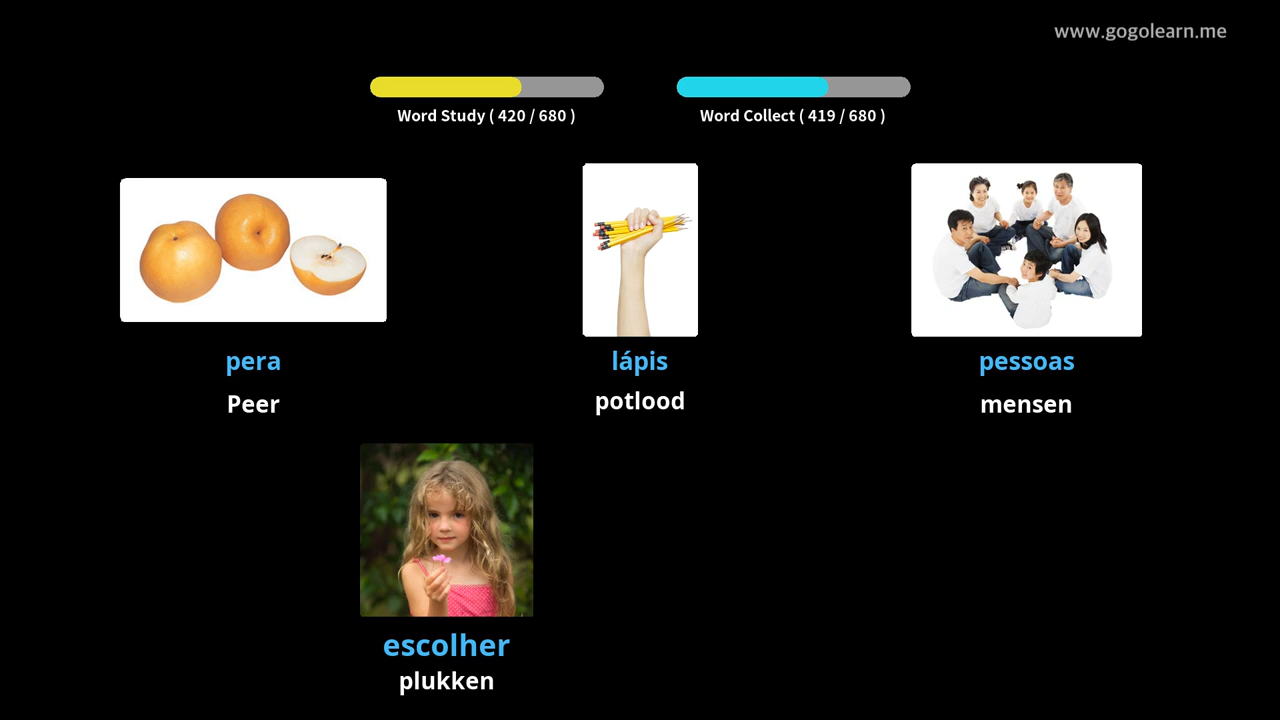 www.gogolearn.me
Word Study ( 420 / 680 )
Word Collect ( 419 / 680 )
pera
Peer
lápis
potlood
pessoas
mensen
escolher
plukken